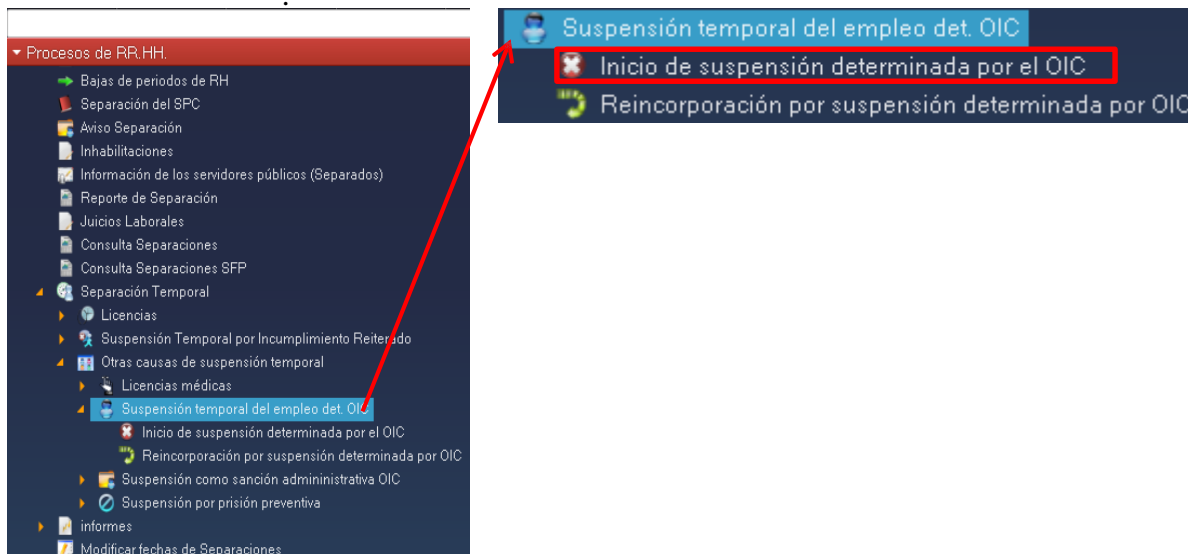 Procesos de RR.HH.
Bajas de periodos de RH
Separación del SPC
Aviso Separación
Inhabilitaciones
Información de los servidores públicos (Separados)
Reporte de Separación
Juicios Laborales
Consulta Separaciones
Consulta Separaciones SFP
Separación Temporal
Licencias
Suspensión Temporal por Incumplimiento Reiterado
Otras causas de suspensión temporal
Licencias médicas
Suspensión temporal del empleo det. OIC
Inicio de suspensión determinada por el OIC
Reincorporación por suspensión determinada por OIC
Suspensión como sanción admininistrativa OIC
Suspensión por prisión preventiva
informes
Modificar fechas de Separaciones
Suspensión temporal del empleo det. OIC
Inicio de suspensión determinada por el OIC
Reincorporación por suspensión determinada por OIC